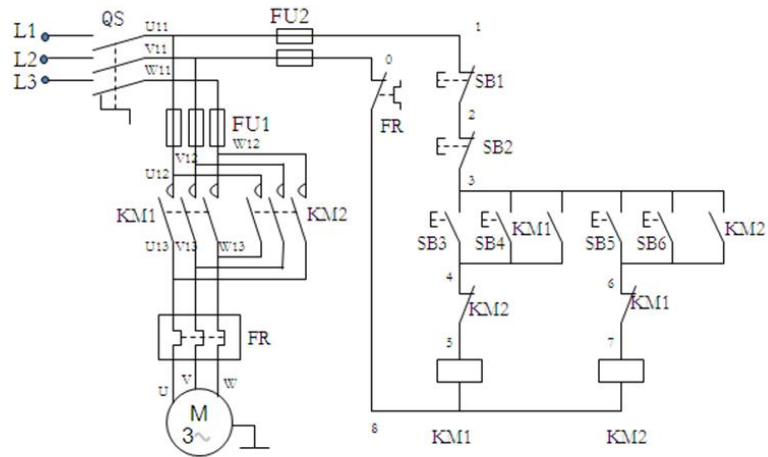 QS U11 FU2 1
L1
L2 V11 0
L3 W11
SB1
FR
2
FU1
W12
SB2
V12
U12
3
KM1 KM2
SB3 SB4 KM1 SB5 SB6 KM2
U13 V13 W13
4 6
KM2 KM1
5 7
FR
U V W
M
3~
8 KM1 KM2